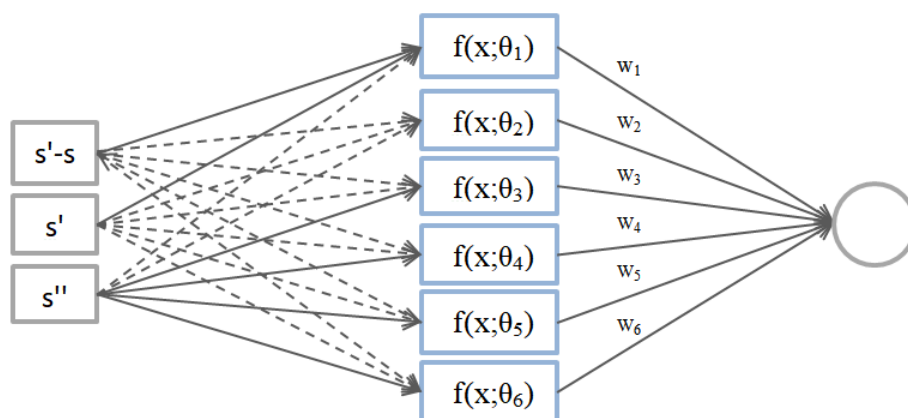 s'-s
s'
s''
f(x;θ₁)
f(x;θ₂)
f(x;θ₃)
f(x;θ₄)
f(x;θ₅)
f(x;θ₆)
w₁
w₂
w₃
w₄
w₅
w₆